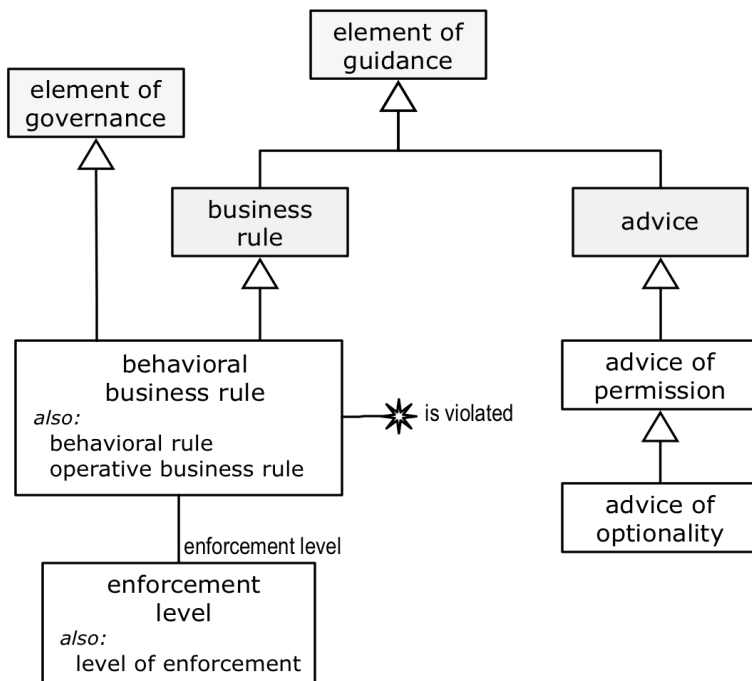 element of
guidance
element of
governance
business
rule
advice
behavioral
business rule
also:
behavioral rule
operative business rule
is violated
advice of
permission
advice of
optionality
enforcement level
enforcement
level
also:
level of enforcement